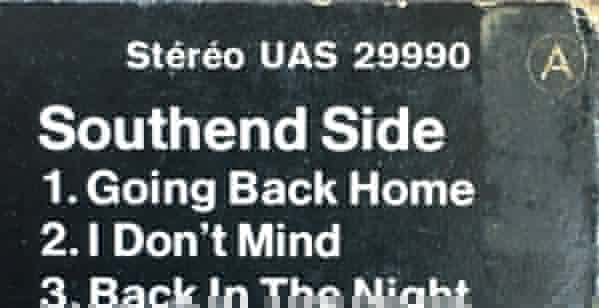 Stéréo UAS 29990
A
Southend Side
1. Going Back Home
2. I Don't Mind
3. Back In The Night